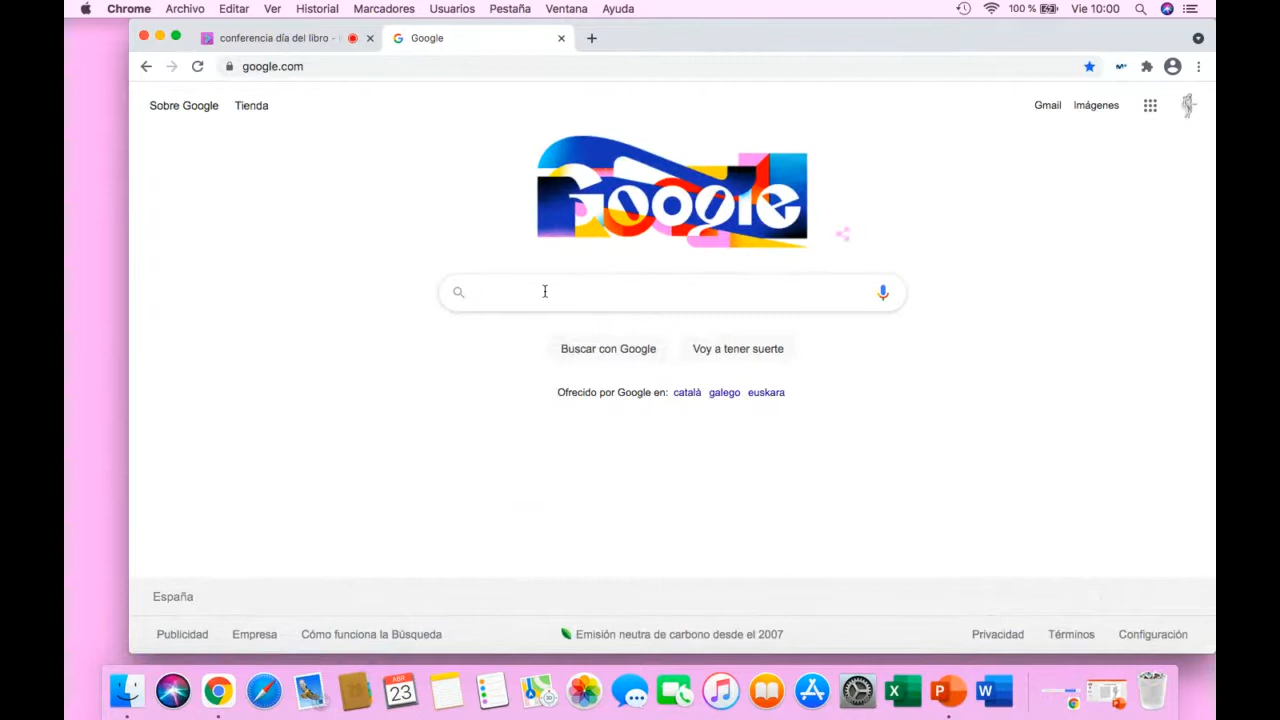 Chrome Archivo Editar Ver Historial Marcadores Usuarios Pestaña Ventana Ayuda 100 % Vie 10:00
conferencia día del libro - Google
google.com
Sobre Google Tienda Gmail Imágenes
Google
Buscar con Google Voy a tener suerte
Ofrecido por Google en: català galego euskara
España
Publicidad Empresa Cómo funciona la Búsqueda Emisión neutra de carbono desde el 2007 Privacidad Términos Configuración
ABR
23
X P W